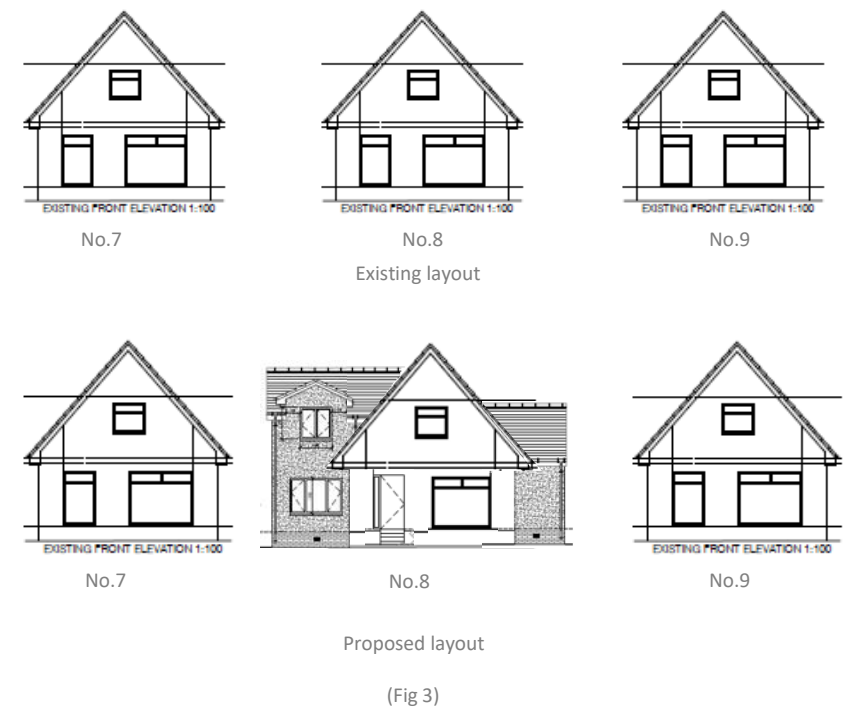 EXISTING FRONT ELEVATION 1:100 EXISTING FRONT ELEVATION 1:100 EXISTING FRONT ELEVATION 1:100
No.7 No.8 No.9
Existing layout
EXISTING FRONT ELEVATION 1:100 EXISTING FRONT ELEVATION 1:100
No.7 No.8 No.9
Proposed layout
(Fig 3)